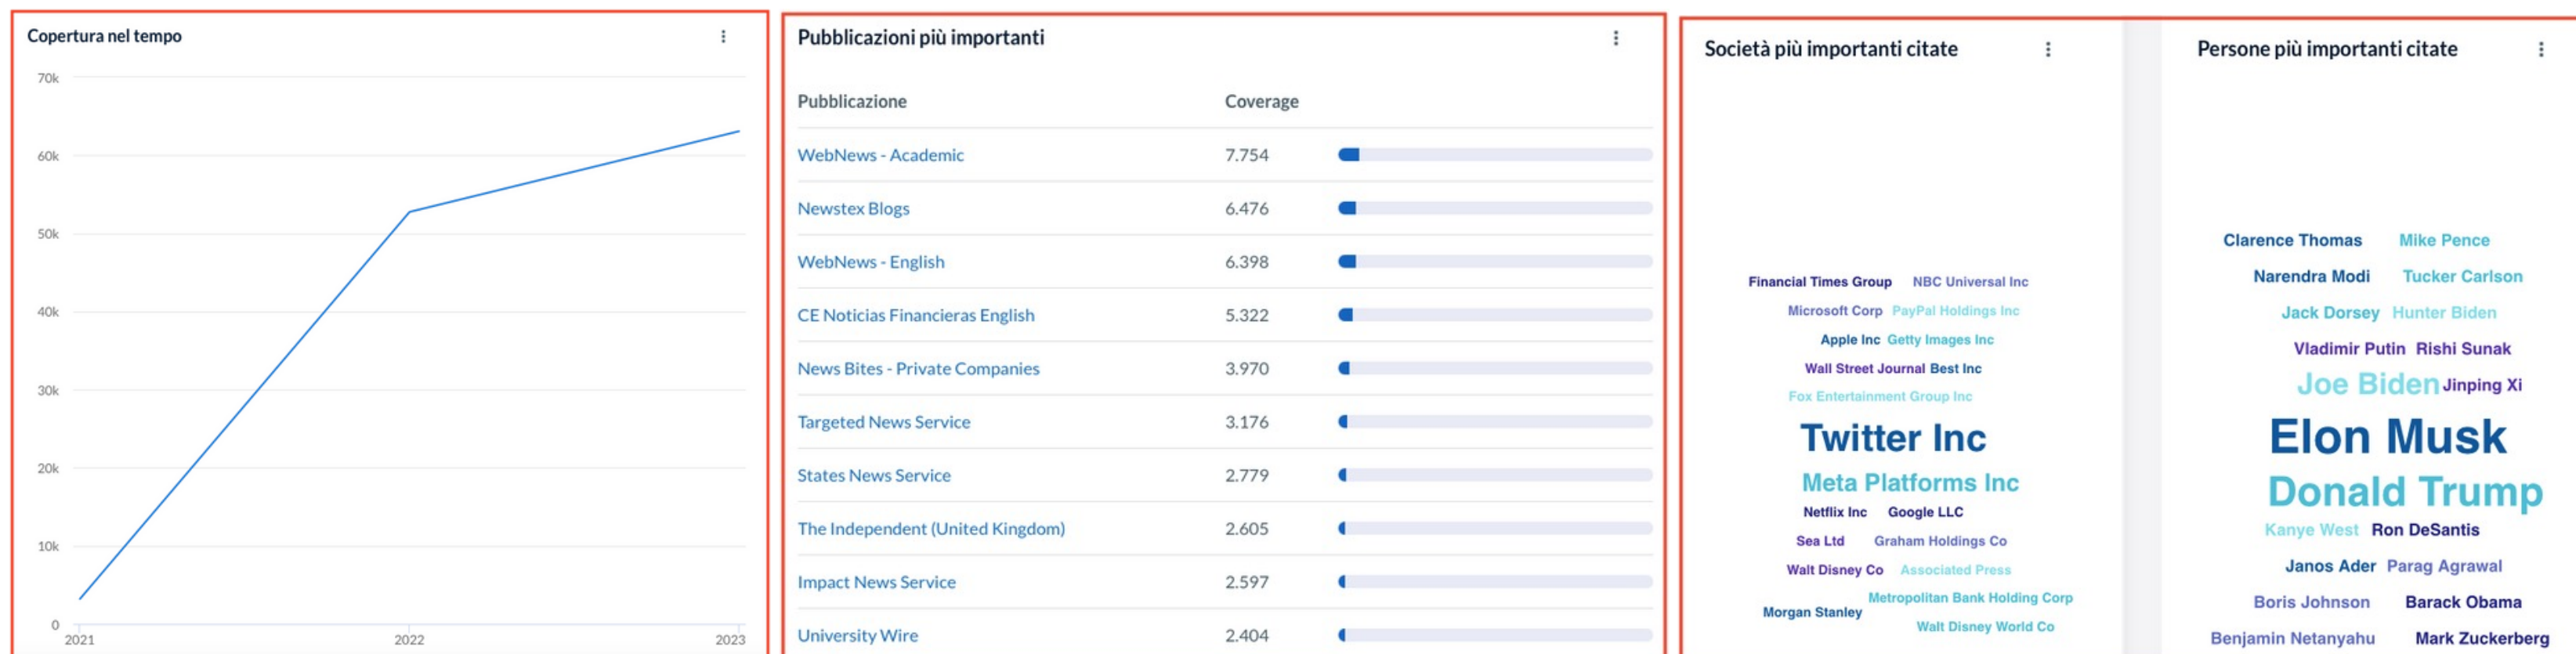 Copertura nel tempo
70k
60k
50k
40k
30k
20k
10k
0
2021 2022 2023
Pubblicazioni più importanti
Pubblicazione Coverage
WebNews - Academic 7.754
Newstex Blogs 6.476
WebNews - English 6.398
CE Noticias Financieras English 5.322
News Bites - Private Companies 3.970
Targeted News Service 3.176
States News Service 2.779
The Independent (United Kingdom) 2.605
Impact News Service 2.597
University Wire 2.404
Società più importanti citate
Financial Times Group NBC Universal Inc
Microsoft Corp PayPal Holdings Inc
Apple Inc Getty Images Inc
Wall Street Journal Best Inc
Fox Entertainment Group Inc
Twitter Inc
Meta Platforms Inc
Netflix Inc Google LLC
Sea Ltd Graham Holdings Co
Walt Disney Co Associated Press
Metropolitan Bank Holding Corp
Morgan Stanley
Walt Disney World Co
Persone più importanti citate
Clarence Thomas Mike Pence
Narendra Modi Tucker Carlson
Jack Dorsey Hunter Biden
Vladimir Putin Rishi Sunak
Joe Biden Jinping Xi
Elon Musk
Donald Trump
Kanye West Ron DeSantis
Janos Ader Parag Agrawal
Boris Johnson Barack Obama
Benjamin Netanyahu Mark Zuckerberg